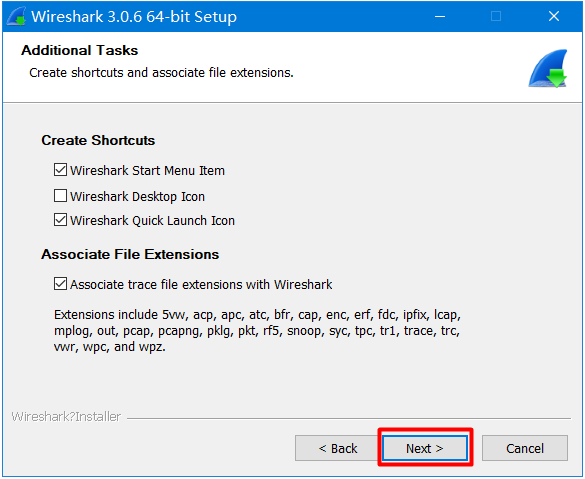 Wireshark 3.0.6 64-bit Setup
Additional Tasks
Create shortcuts and associate file extensions.
Create Shortcuts
Wireshark Start Menu Item
Wireshark Desktop Icon
Wireshark Quick Launch Icon
Associate File Extensions
Associate trace file extensions with Wireshark
Extensions include 5vw, acp, apc, atc, bfr, cap, enc, erf, fdc, ipfix, lcap,
mplog, out, pcap, pcapng, pklg, pkt, rf5, snoop, syc, tpc, tr1, trace, trc,
vwr, wpc, and wpz.
Wireshark?Installer
< Back Next > Cancel